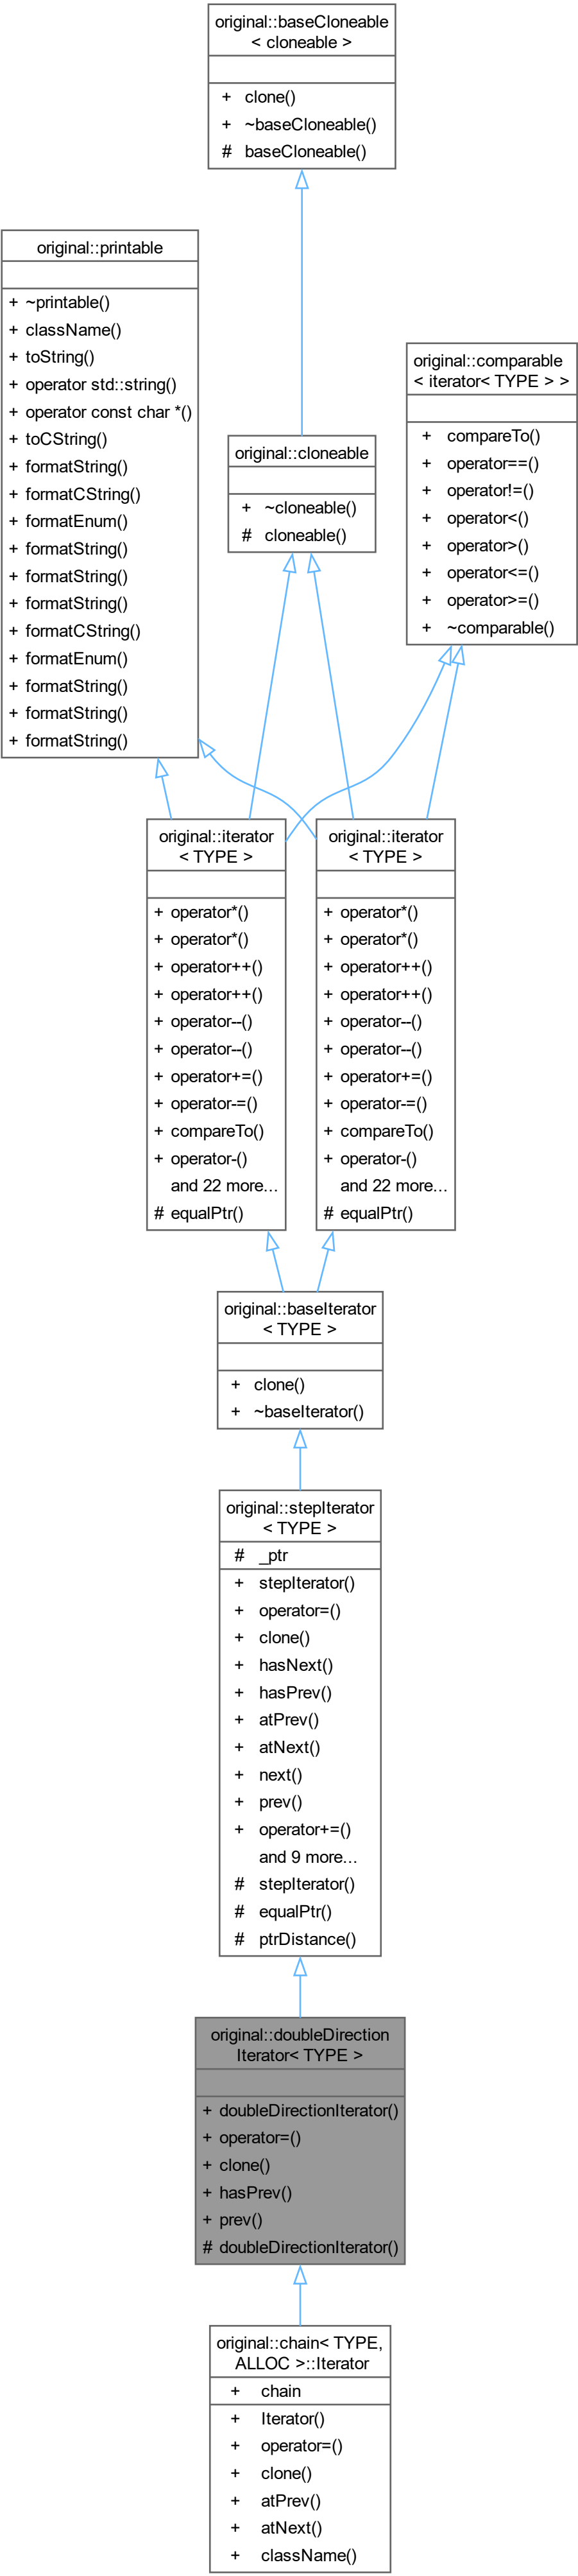 original::baseCloneable
< cloneable >
+ clone()
+ ~baseCloneable()
# baseCloneable()
original::printable
+ ~printable()
+ className()
+ toString()
+ operator std::string()
+ operator const char *()
+ toCString()
+ formatString()
+ formatCString()
+ formatEnum()
+ formatString()
+ formatString()
+ formatString()
+ formatCString()
+ formatEnum()
+ formatString()
+ formatString()
+ formatString()
original::comparable
< iterator< TYPE > >
+ compareTo()
+ operator==()
+ operator!=()
+ operator<()
+ operator>()
+ operator<=()
+ operator>=()
+ ~comparable()
original::cloneable
+ ~cloneable()
# cloneable()
original::iterator
< TYPE >
+ operator*()
+ operator*()
+ operator++()
+ operator++()
+ operator--()
+ operator--()
+ operator+=()
+ operator-=()
+ compareTo()
+ operator-()
and 22 more...
# equalPtr()
original::iterator
< TYPE >
+ operator*()
+ operator*()
+ operator++()
+ operator++()
+ operator--()
+ operator--()
+ operator+=()
+ operator-=()
+ compareTo()
+ operator-()
and 22 more...
# equalPtr()
original::baseIterator
< TYPE >
+ clone()
+ ~baseIterator()
original::stepIterator
< TYPE >
# _ptr
+ stepIterator()
+ operator=()
+ clone()
+ hasNext()
+ hasPrev()
+ atPrev()
+ atNext()
+ next()
+ prev()
+ operator+=()
and 9 more...
# stepIterator()
# equalPtr()
# ptrDistance()
original::doubleDirection
Iterator< TYPE >
+ doubleDirectionIterator()
+ operator=()
+ clone()
+ hasPrev()
+ prev()
# doubleDirectionIterator()
original::chain< TYPE,
ALLOC >::Iterator
+ chain
+ Iterator()
+ operator=()
+ clone()
+ atPrev()
+ atNext()
+ className()